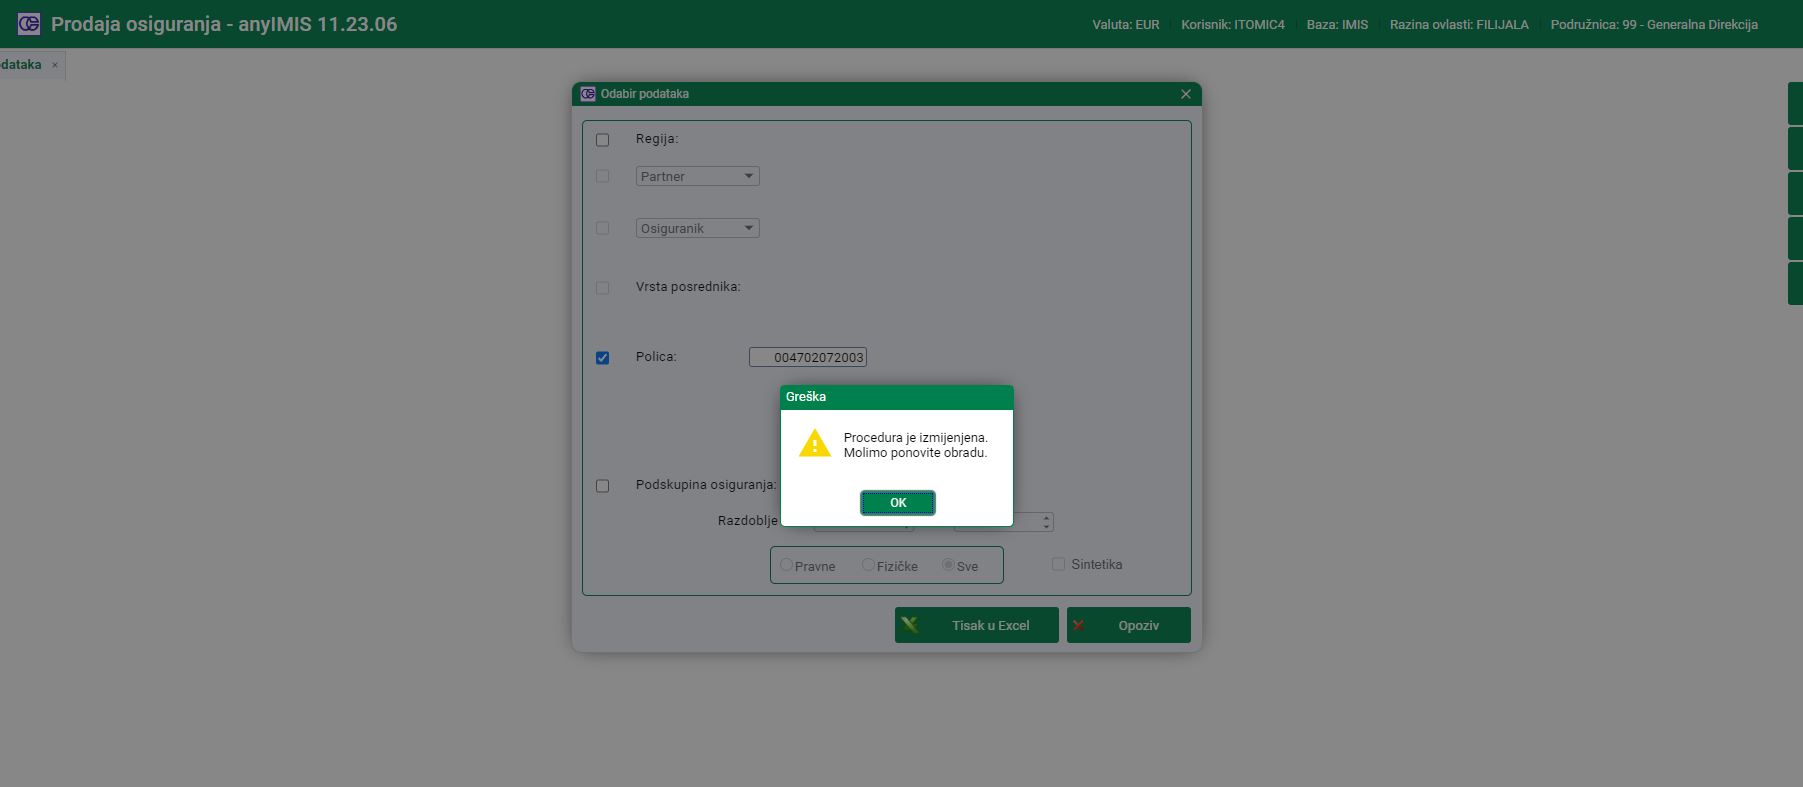 Prodaja osiguranja - anyIMIS 11.23.06
Valuta: EUR Korisnik: ITOMIC4 Baza: IMIS Razina ovlasti: FILIJALA Podružnica: 99 - Generalna Direkcija
dataka ×
Odabir podataka
Regija:
Partner
Osiguranik
Vrsta posrednika:
Polica: 004702072003
Greška
Procedura je izmijenjena.
Molimo ponovite obradu.
OK
Podskupina osiguranja:
Razdoblje
Pravne Fizičke Sve Sintetika
Tisak u Excel Opoziv